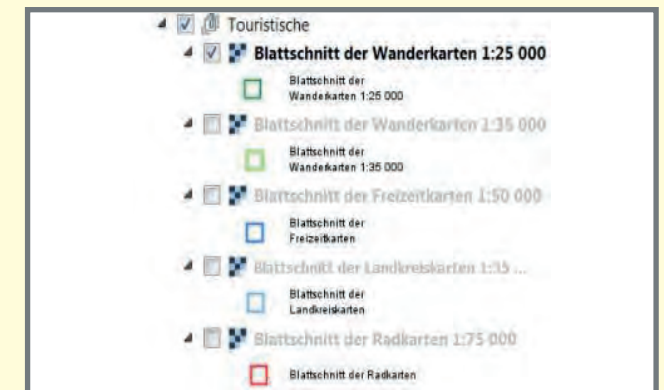 Touristische
Blattschnitt der Wanderkarten 1:25 000
Blattschnitt der
Wanderkarten 1:25 000
Blattschnitt der Wanderkarten 1:35 000
Blattschnitt der
Wanderkarten 1:35 000
Blattschnitt der Freizeitkarten 1:50 000
Blattschnitt der
Freizeitkarten
Blattschnitt der Landkreiskarten 1:35 ...
Blattschnitt der
Landkreiskarten
Blattschnitt der Radkarten 1:75 000
Blattschnitt der Radkarten